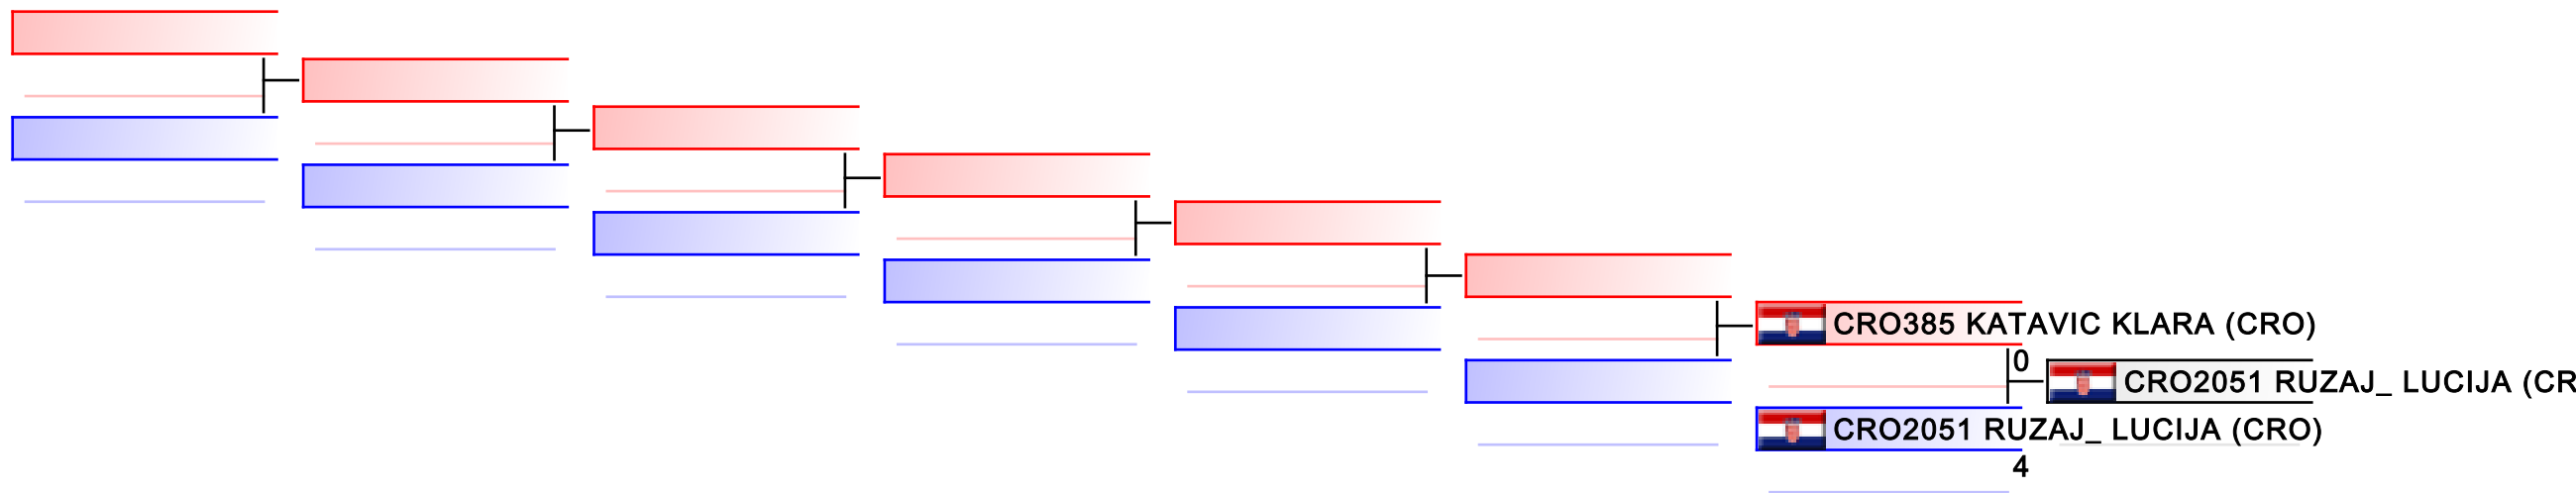 CRO385 KATAVIC KLARA (CRO)
0
CRO2051 RUZAJ_ LUCIJA (CR
CRO2051 RUZAJ_ LUCIJA (CRO)
4